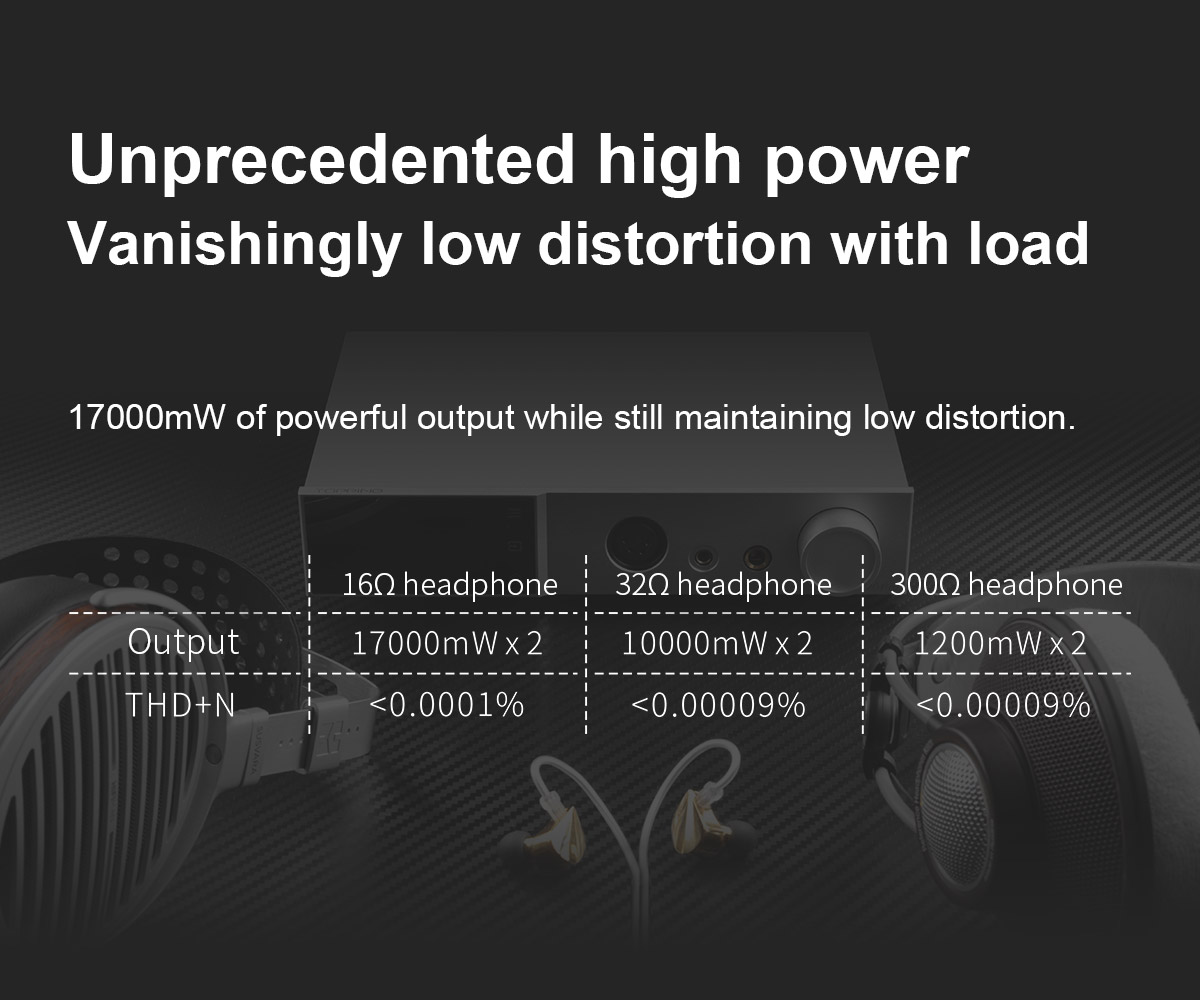 Unprecedented high power
Vanishingly low distortion with load
17000mW of powerful output while still maintaining low distortion.
16Ω headphone 32Ω headphone 300Ω headphone
Output 17000mW x 2 10000mW x 2 1200mW x 2
THD+N <0.0001% <0.00009% <0.00009%